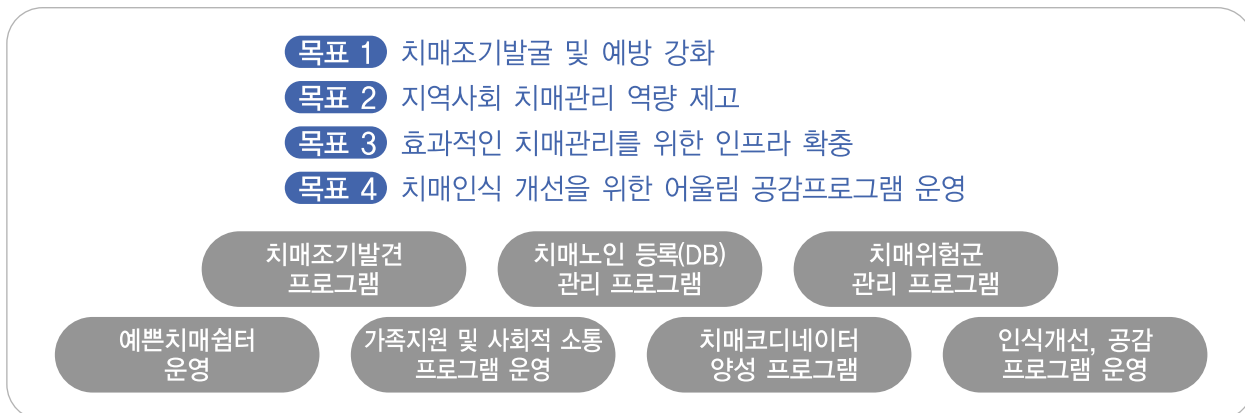 목표 1 치매조기발굴 및 예방 강화
목표 2 지역사회 치매관리 역량 제고
목표 3 효과적인 치매관리를 위한 인프라 확충
목표 4 치매인식 개선을 위한 어울림 공감프로그램 운영
치매조기발견
프로그램
치매노인 등록(DB)
관리 프로그램
치매위험군
관리 프로그램
예쁜치매쉼터
운영
가족지원 및 사회적 소통
프로그램 운영
치매코디네이터
양성 프로그램
인식개선, 공감
프로그램 운영